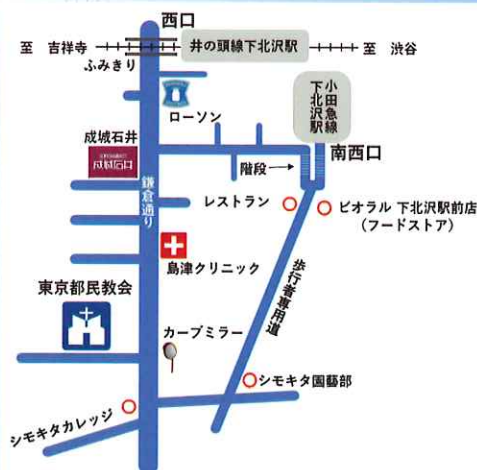 西口
至 吉祥寺
井の頭線下北沢駅
至 渋谷
ふみきり
ローソン
小田急線
下北沢駅
成城石井
成城石井
南西口
階段
鎌倉通り
レストラン
ピオラル 下北沢駅前店
(フードストア)
島津クリニック
歩行者専用道
東京都民教会
カーブミラー
シモキタ園藝部
シモキタカレッジ